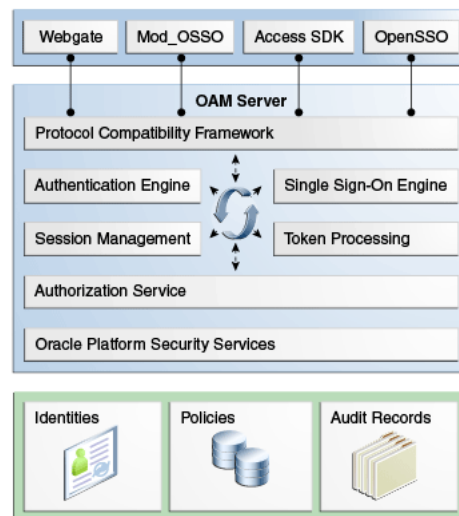 Webgate
Mod_OSSO
Access SDK
OpenSSO
OAM Server
Protocol Compatibility Framework
Authentication Engine
Single Sign-On Engine
Session Management
Token Processing
Authorization Service
Oracle Platform Security Services
Identities
Policies
Audit Records